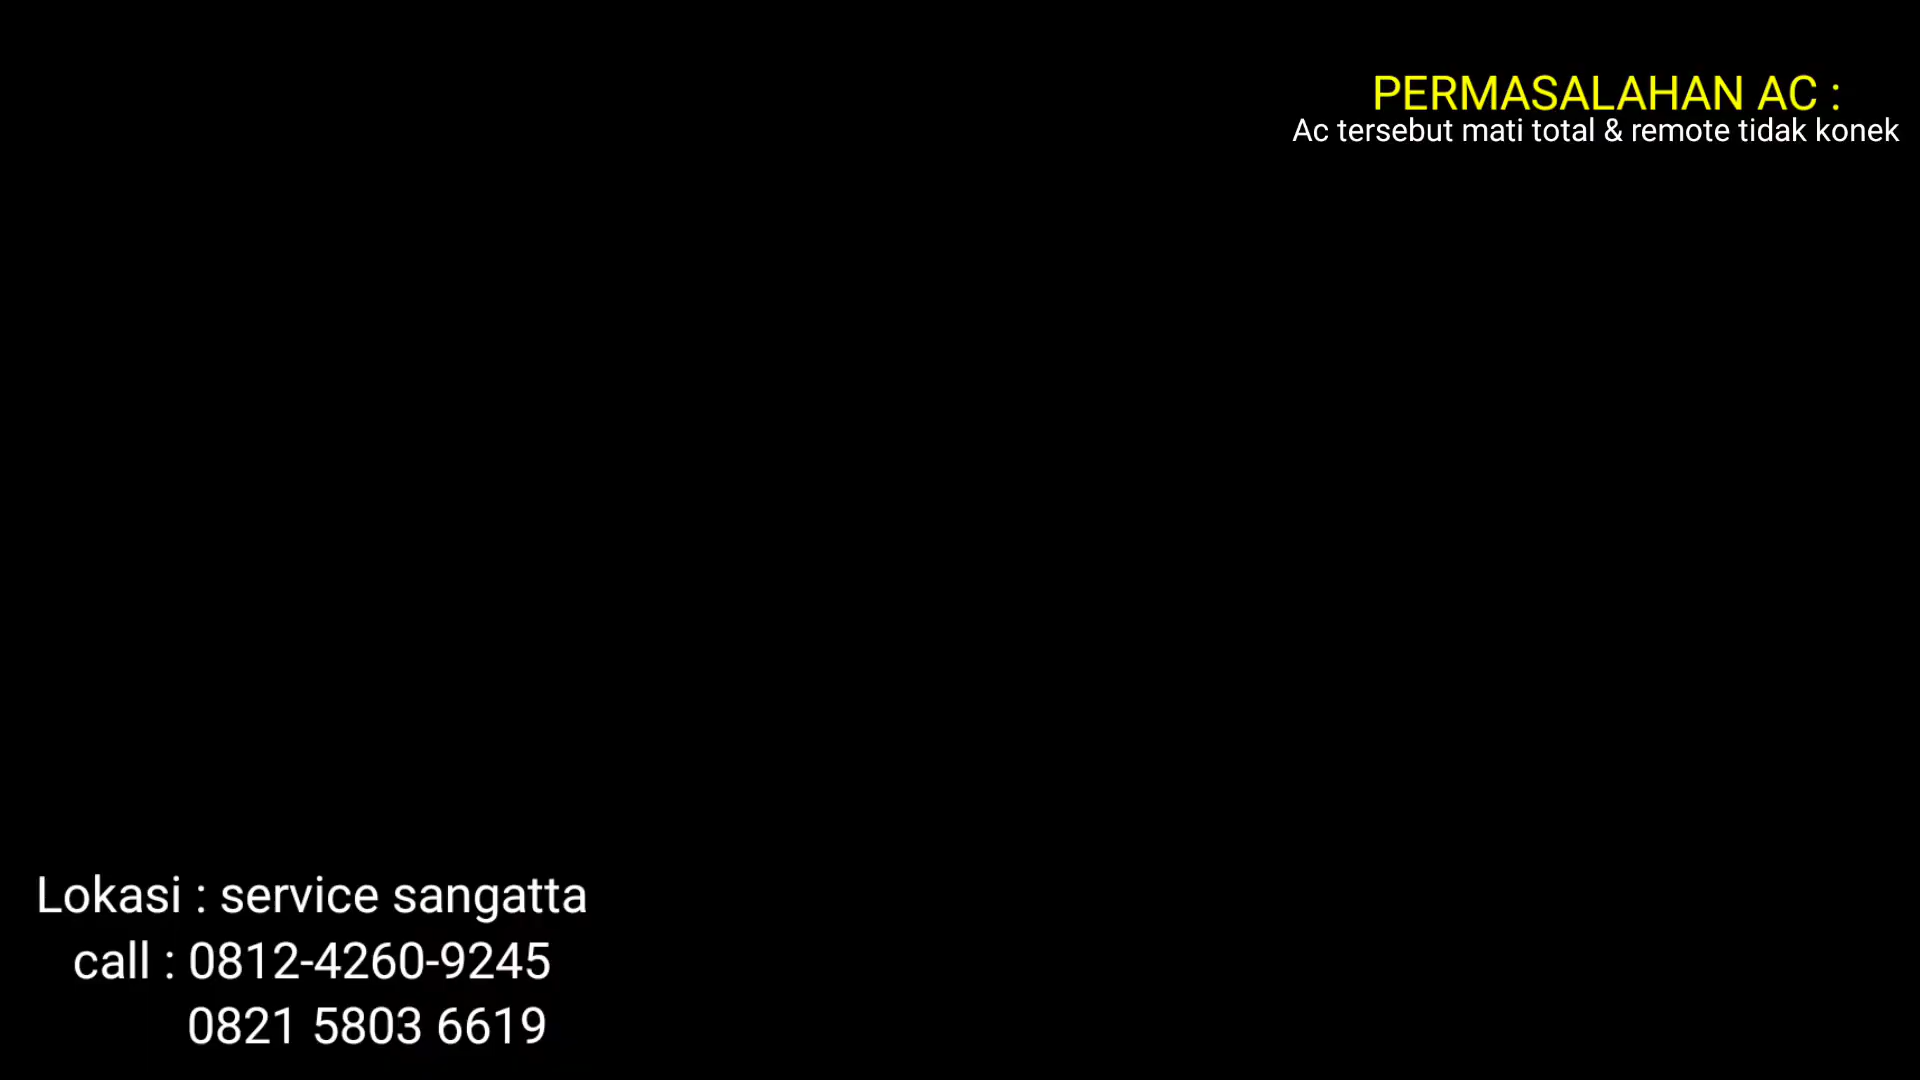 PERMASALAHAN AC :
Ac tersebut mati total & remote tidak konek
Lokasi : service sangatta
call : 0812-4260-9245
0821 5803 6619